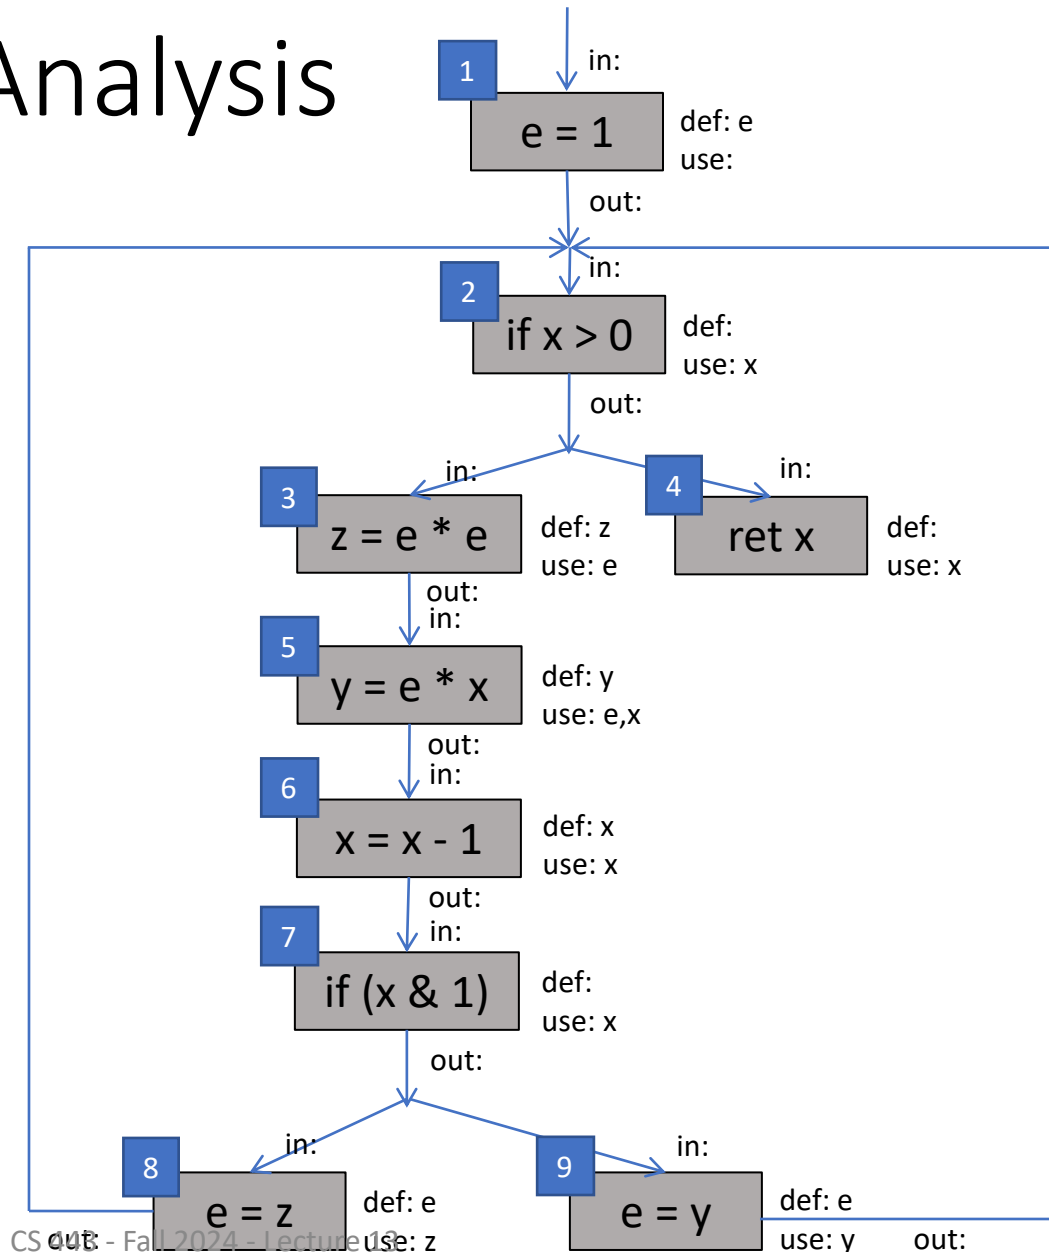 Analysis
1
in:
e = 1
def: e
use:
out:
in:
2
if x > 0
def:
use: x
out:
in:
3
z = e * e
def: z
use: e
out:
4
in:
ret x
def:
use: x
in:
5
y = e * x
def: y
use: e,x
out:
in:
6
x = x - 1
def: x
use: x
out:
in:
7
if (x & 1)
def:
use: x
out:
in:
8
e = z
def: e
use: z
out:
in:
9
e = y
def: e
use: y
out:
CS 443 - Fall 2024 - Lecture 13